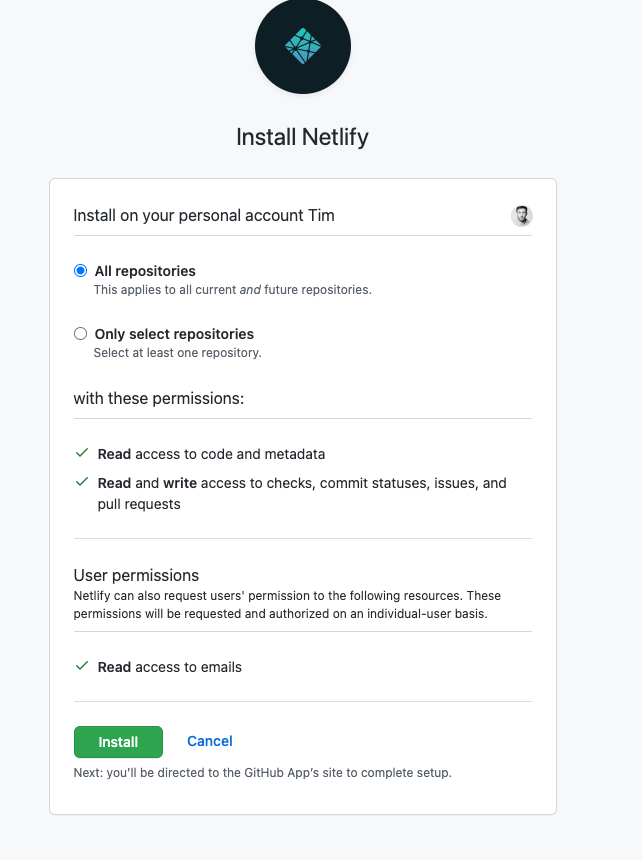 Install Netlify
Install on your personal account Tim
All repositories
This applies to all current and future repositories.
Only select repositories
Select at least one repository.
with these permissions:
Read access to code and metadata
Read and write access to checks, commit statuses, issues, and
pull requests
User permissions
Netlify can also request users' permission to the following resources. These
permissions will be requested and authorized on an individual-user basis.
Read access to emails
Install
Cancel
Next: you’ll be directed to the GitHub App’s site to complete setup.